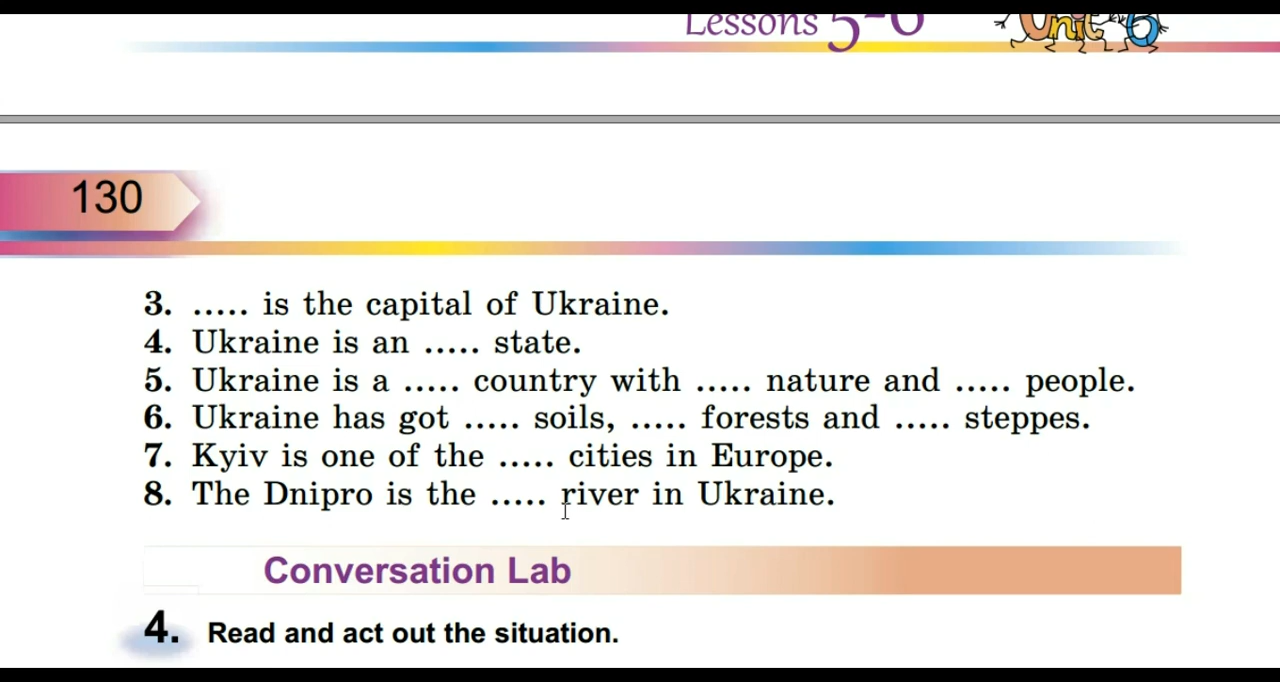 Lessons 5-6 Unit 6
130
3. ..... is the capital of Ukraine.
4. Ukraine is an ..... state.
5. Ukraine is a ..... country with ..... nature and ..... people.
6. Ukraine has got ..... soils, ..... forests and ..... steppes.
7. Kyiv is one of the ..... cities in Europe.
8. The Dnipro is the ..... river in Ukraine.
Conversation Lab
4. Read and act out the situation.